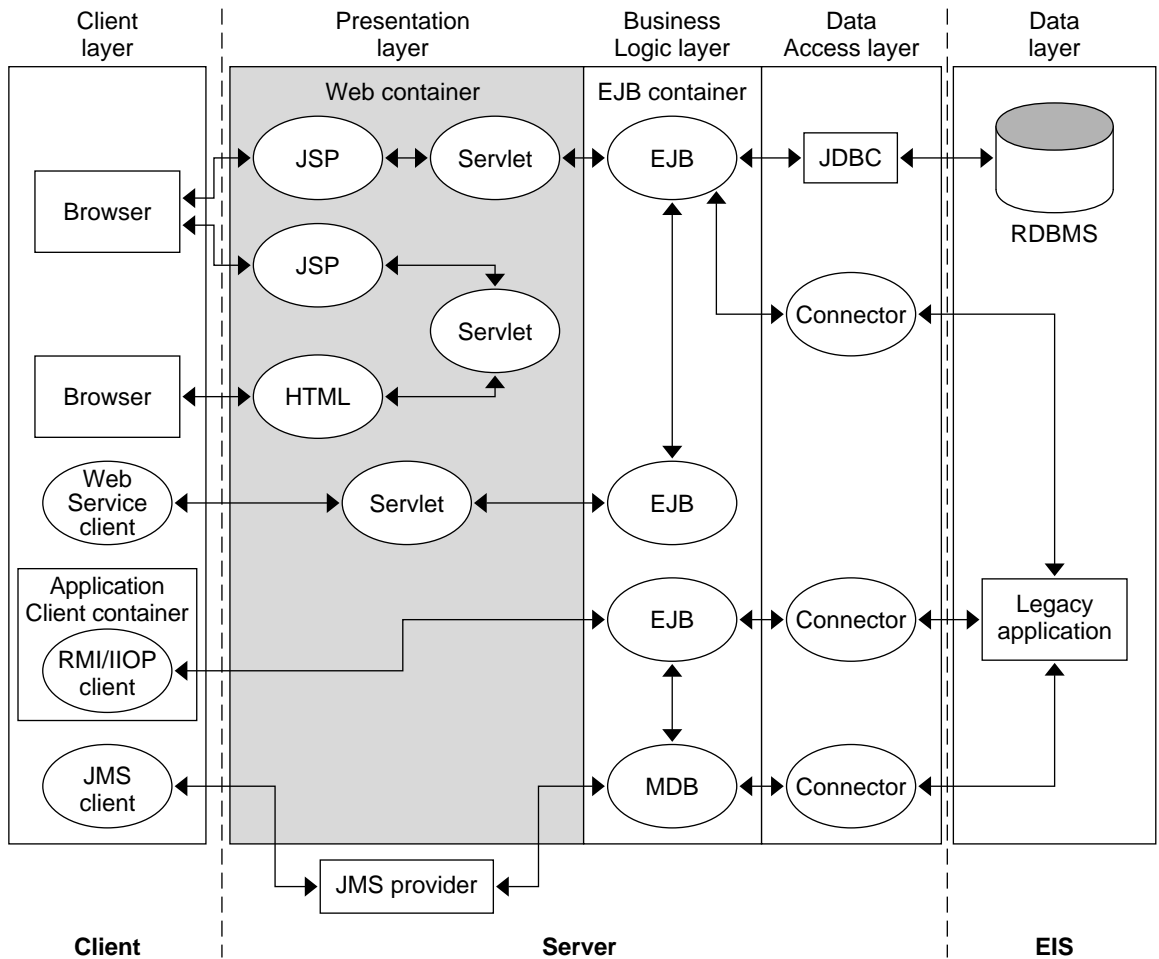 Client
layer
Presentation
layer
Business
Logic layer
Data
Access layer
Data
layer
Web container
EJB container
JSP
Servlet
EJB
JDBC
Browser
RDBMS
JSP
Servlet
Connector
Browser
HTML
Web
Service
client
Servlet
EJB
Application
Client container
RMI/IIOP
client
EJB
Connector
Legacy
application
JMS
client
MDB
Connector
JMS provider
Client
Server
EIS